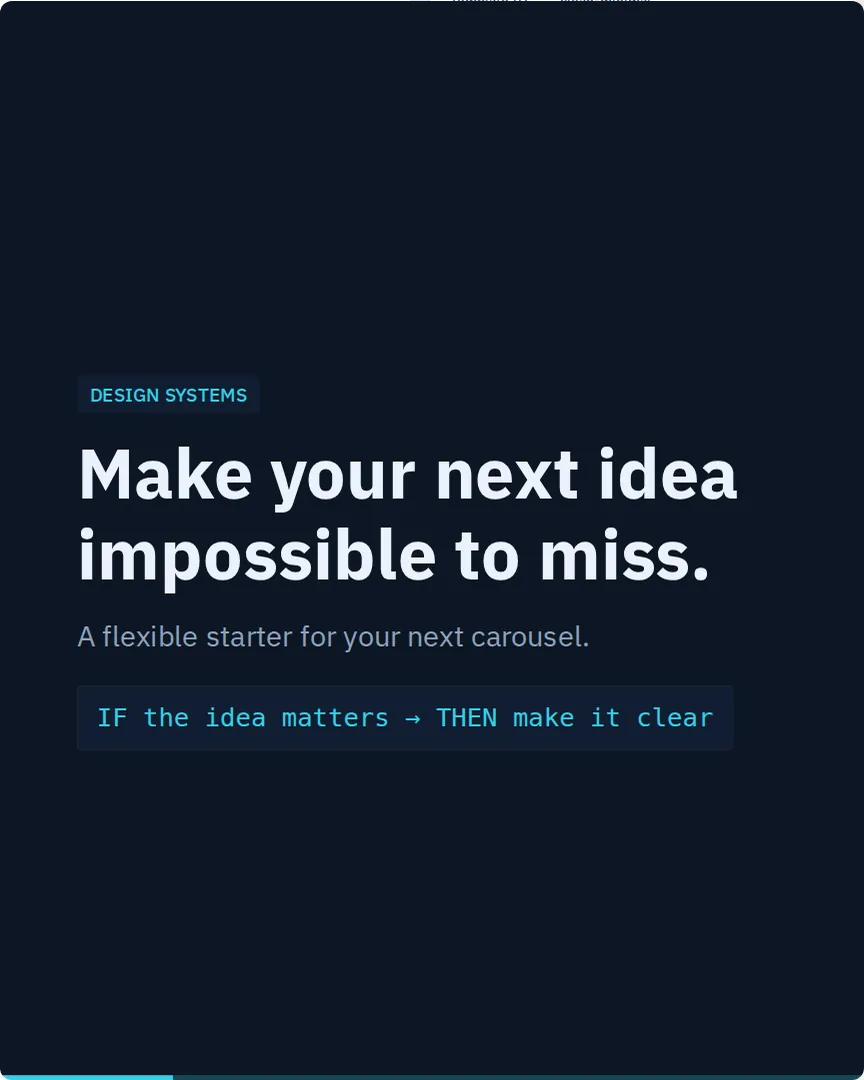 DESIGN SYSTEMS
Make your next idea
impossible to miss.
A flexible starter for your next carousel.
IF the idea matters → THEN make it clear